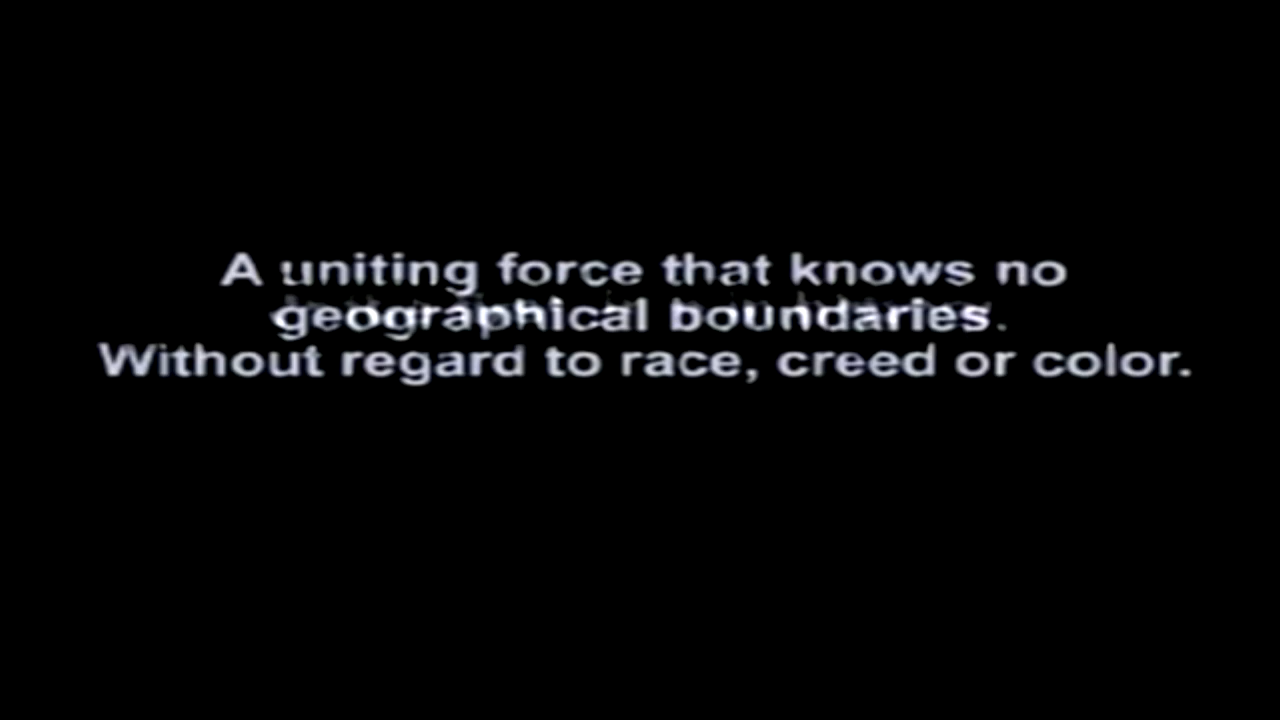 A uniting force that knows no
geographical boundaries.
Without regard to race, creed or color.